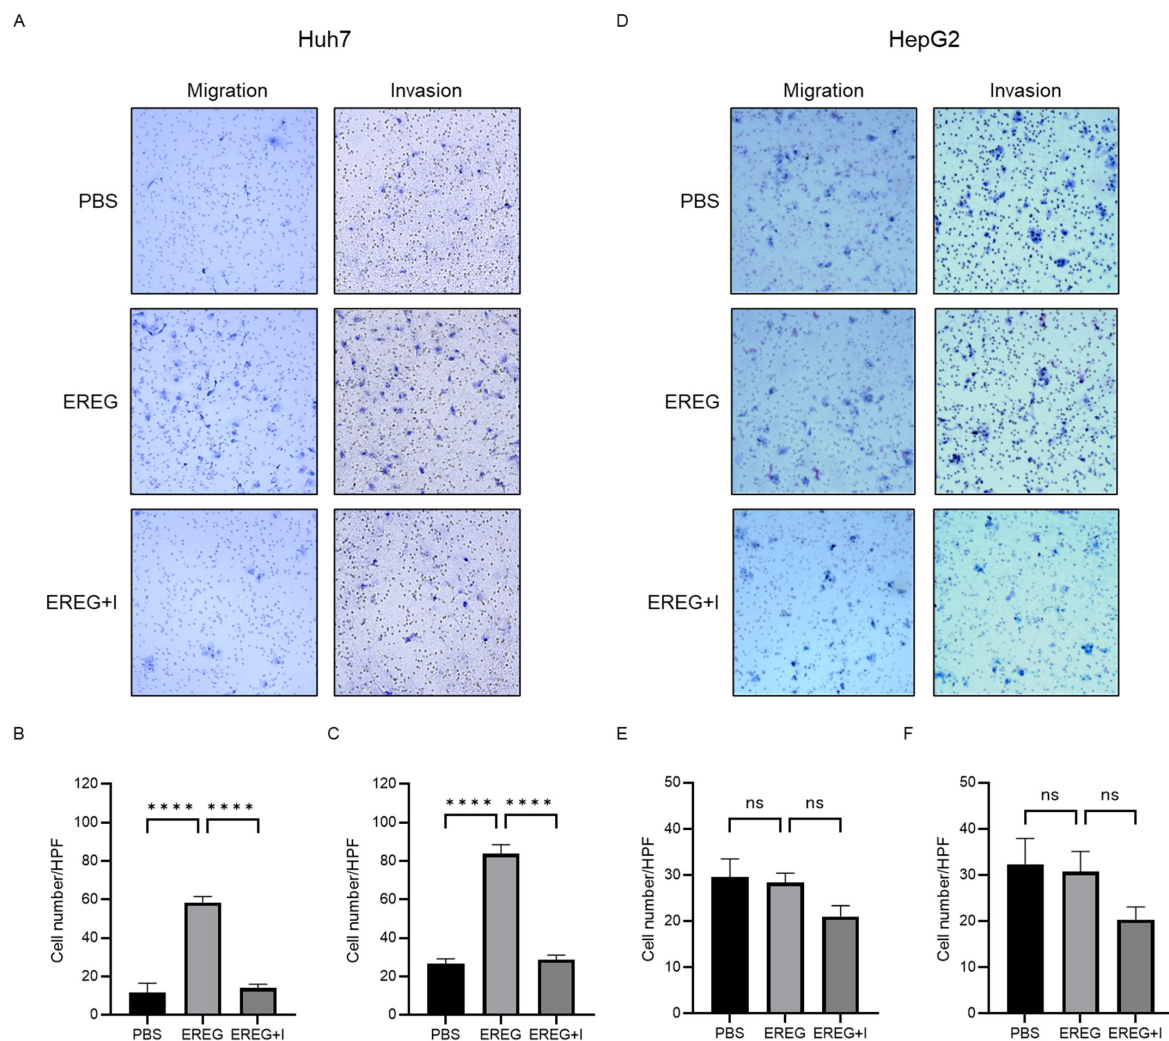 A
Huh7
Migration Invasion
PBS
EREG
EREG+I
D
HepG2
Migration Invasion
PBS
EREG
EREG+I
B
120
100
80
60
40
20
0
Cell number/HPF
**** ****
PBS EREG EREG+I
C
120
100
80
60
40
20
0
Cell number/HPF
**** ****
PBS EREG EREG+I
E
50
40
30
20
10
0
Cell number/HPF
ns ns
PBS EREG EREG+I
F
50
40
30
20
10
0
Cell number/HPF
ns ns
PBS EREG EREG+I